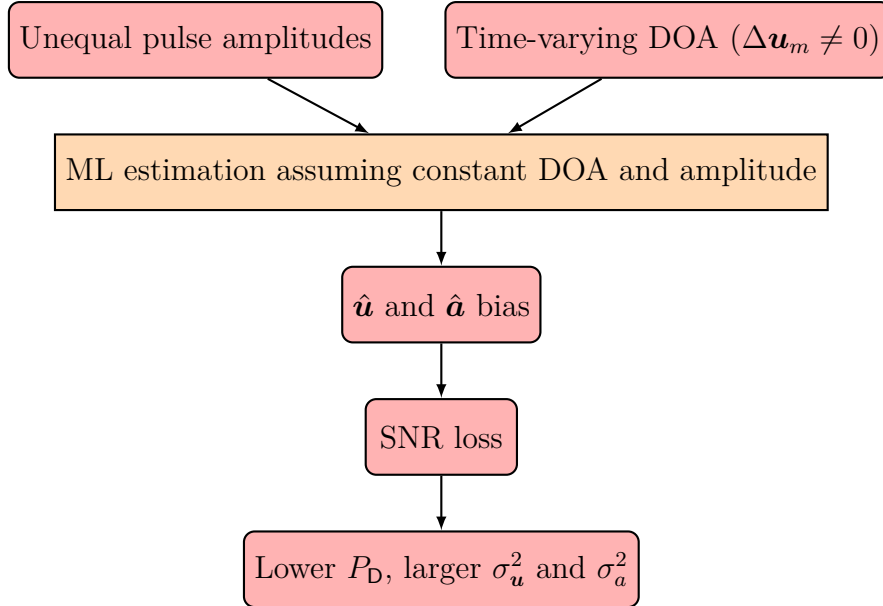 Unequal pulse amplitudes
Time-varying DOA (Δ𝒖ₘ ≠ 0)
ML estimation assuming constant DOA and amplitude
𝒖̂ and 𝒂̂ bias
SNR loss
Lower P_D, larger σ²_𝒖 and σ²_a